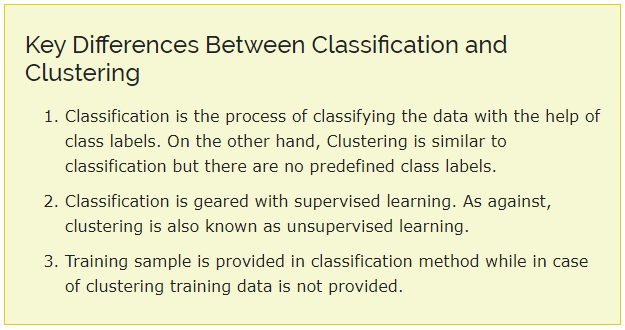 Key Differences Between Classification and
Clustering
1. Classification is the process of classifying the data with the help of
class labels. On the other hand, Clustering is similar to
classification but there are no predefined class labels.
2. Classification is geared with supervised learning. As against,
clustering is also known as unsupervised learning.
3. Training sample is provided in classification method while in case
of clustering training data is not provided.